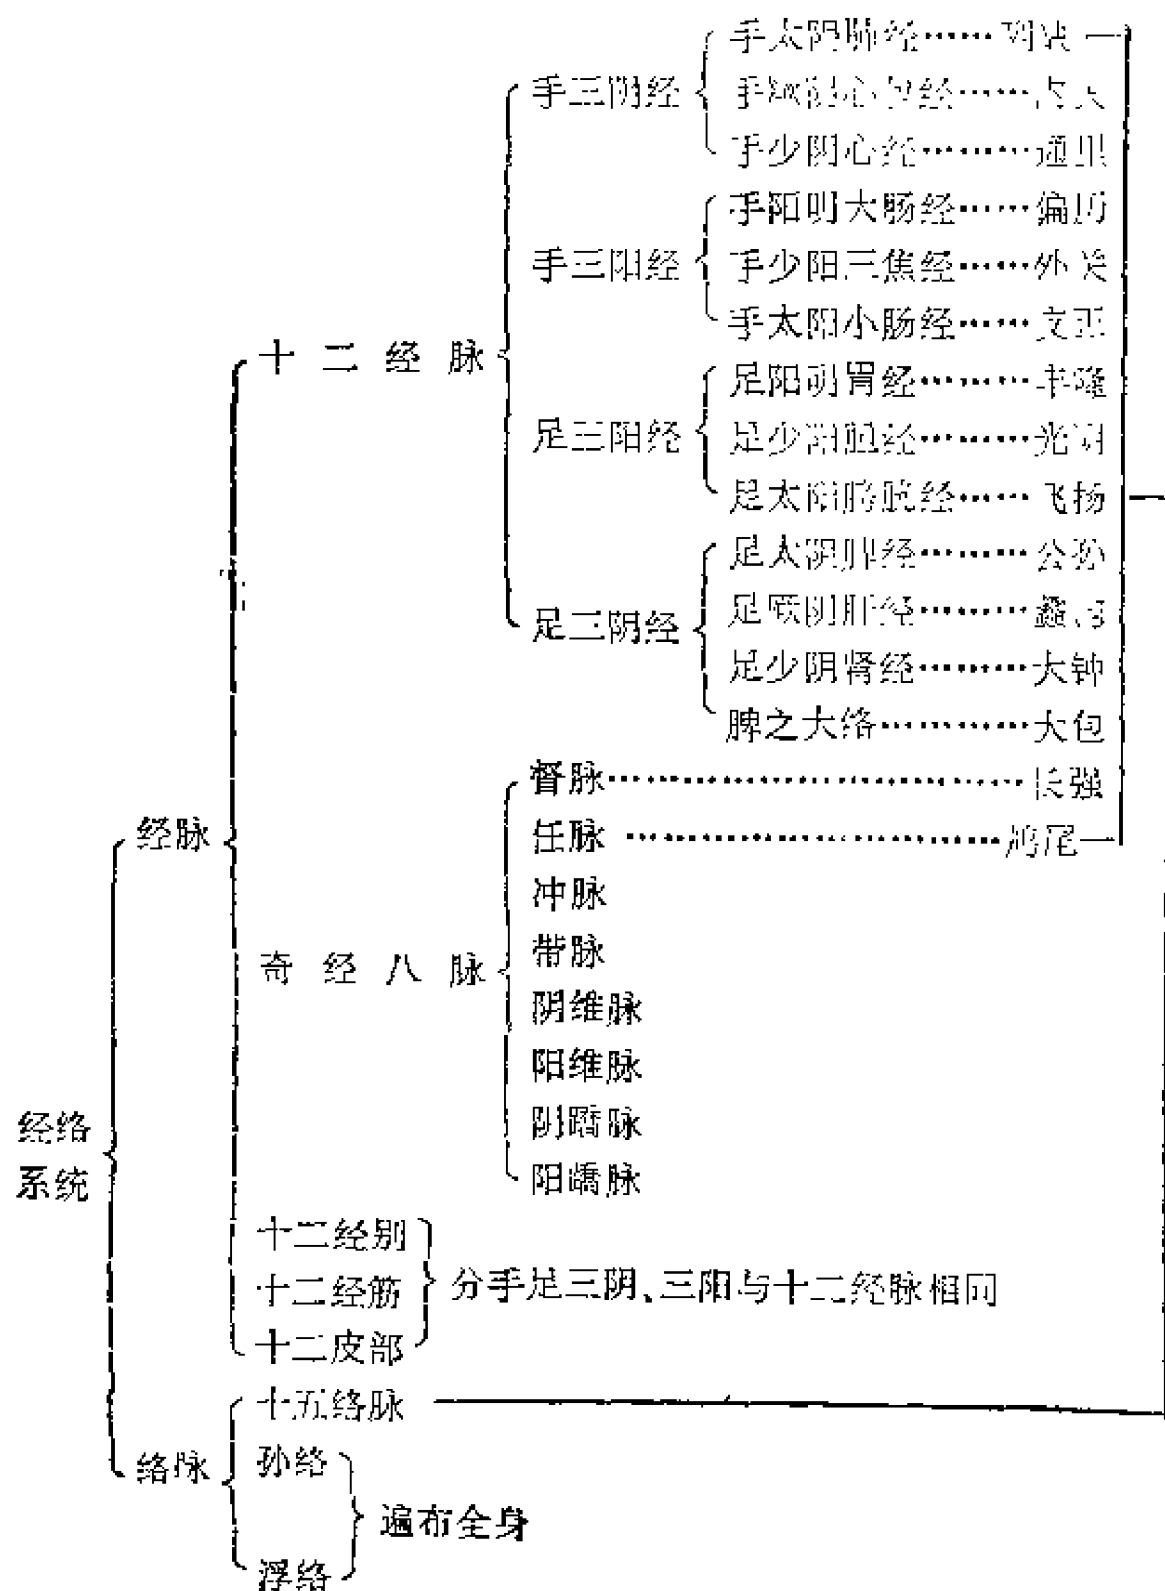 手太阴肺经……列缺
手三阴经
手厥阴心包经……
手少阴心经………通里
手阳明大肠经……偏历
手三阳经
手少阳三焦经……外关
手太阳小肠经……支正
十二经脉
足阳明胃经………丰隆
足三阳经
足少阳胆经………光明
足太阳膀胱经……飞扬
足太阴脾经………公孙
足厥阴肝经………蠡沟
足三阴经
足少阴肾经………大钟
脾之大络…………大包
督脉………………………………长强
经脉
任脉……………………………鸠尾
冲脉
带脉
奇经八脉
阴维脉
阳维脉
经络
阴蹻脉
系统
阳蹻脉
十二经别
十二经筋
分手足三阴、三阳与十二经脉相同
十二皮部
十五络脉
络脉
孙络
遍布全身
浮络